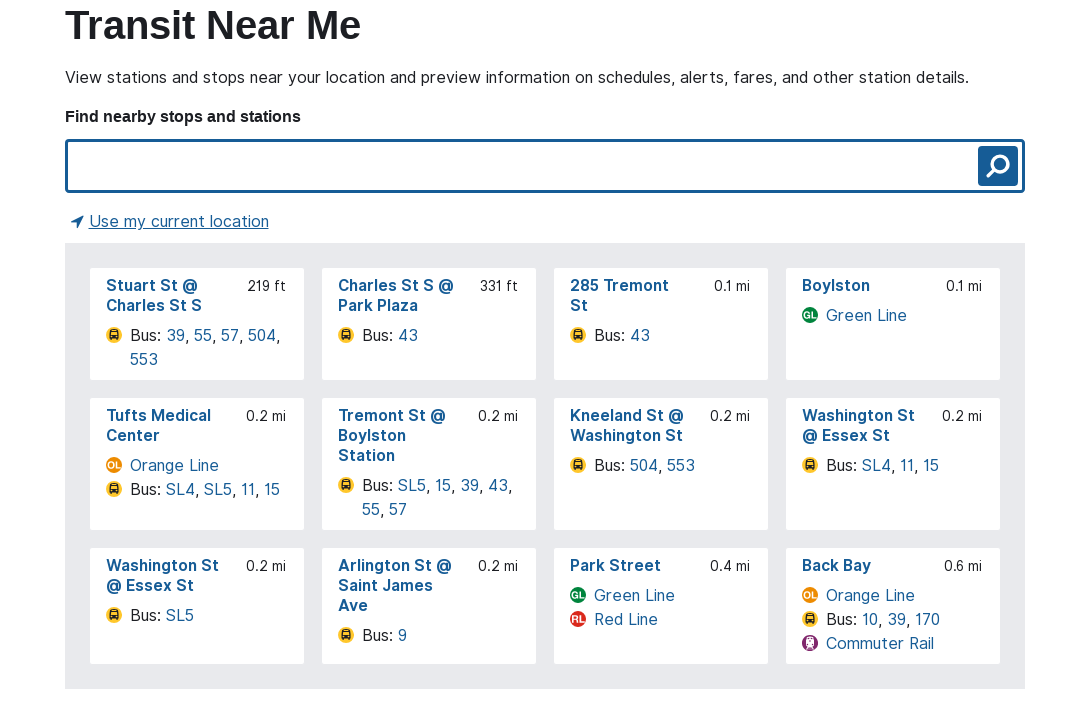 Transit Near Me
View stations and stops near your location and preview information on schedules, alerts, fares, and other station details.
Find nearby stops and stations
Use my current location
Stuart St @
Charles St S
219 ft
Bus: 39, 55, 57, 504,
553
Charles St S @
Park Plaza
331 ft
Bus: 43
285 Tremont
St
0.1 mi
Bus: 43
Boylston
0.1 mi
GL Green Line
Tufts Medical
Center
0.2 mi
OL Orange Line
Bus: SL4, SL5, 11, 15
Tremont St @
Boylston
Station
0.2 mi
Bus: SL5, 15, 39, 43,
55, 57
Kneeland St @
Washington St
0.2 mi
Bus: 504, 553
Washington St
@ Essex St
0.2 mi
Bus: SL4, 11, 15
Washington St
@ Essex St
0.2 mi
Bus: SL5
Arlington St @
Saint James
Ave
0.2 mi
Bus: 9
Park Street
0.4 mi
GL Green Line
RL Red Line
Back Bay
0.6 mi
OL Orange Line
Bus: 10, 39, 170
Commuter Rail